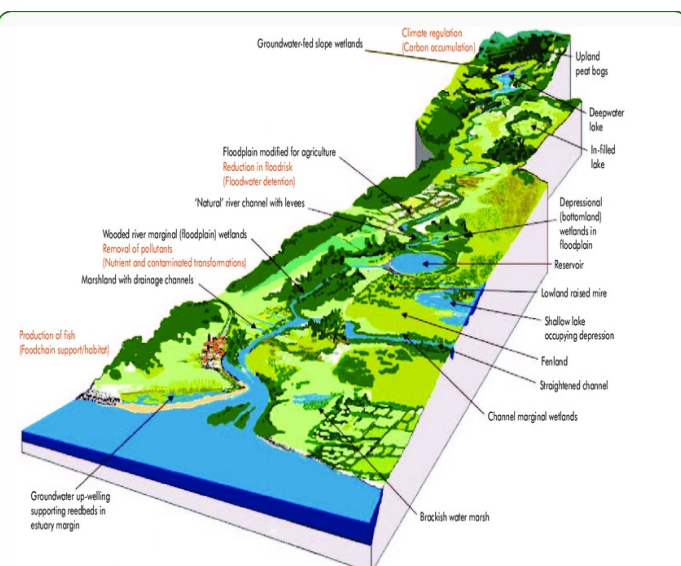 Climate regulation
(Carbon accumulation)
Groundwater-fed slope wetlands
Upland
peat bogs
Deepwater
lake
In-filled
lake
Floodplain modified for agriculture
Reduction in floodrisk
(Floodwater detention)
'Natural' river channel with levees
Depressional
(bottomland)
wetlands in
floodplain
Wooded river marginal (floodplain) wetlands
Removal of pollutants
(Nutrient and contaminated transformations)
Marshland with drainage channels
Reservoir
Lowland raised mire
Shallow lake
occupying depression
Production of fish
(Foodchain support/habitat)
Fenland
Straightened channel
Channel marginal wetlands
Groundwater up-welling
supporting reedbeds in
estuary margin
Brackish water marsh